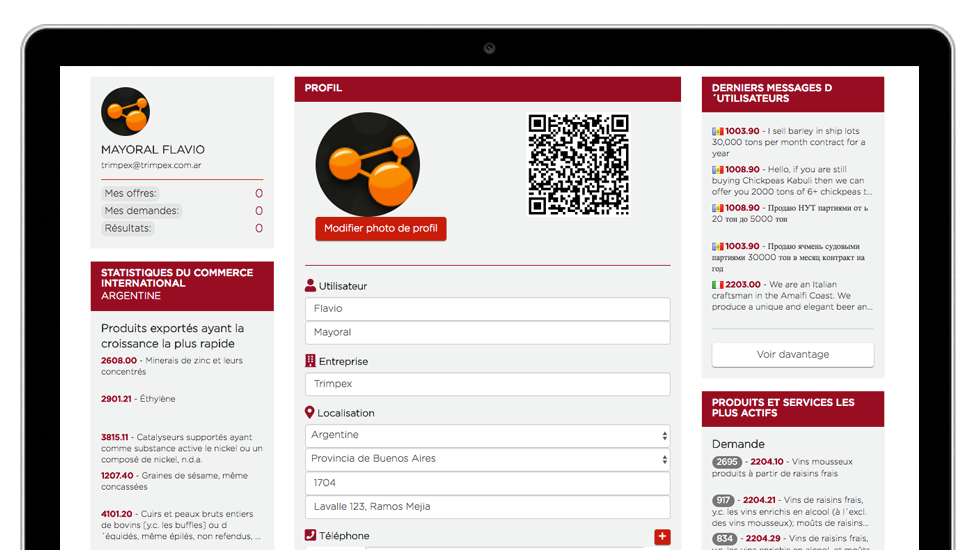 MAYORAL FLAVIO
trimpex@trimpex.com.ar
Mes offres: 0
Mes demandes: 0
Résultats: 0
STATISTIQUES DU COMMERCE
INTERNATIONAL
ARGENTINE
Produits exportés ayant la
croissance la plus rapide
2608.00 - Minerais de zinc et leurs
concentrés
2901.21 - Éthylène
3815.11 - Catalyseurs supportés ayant
comme substance active le nickel ou un
composé de nickel, n.d.a.
1207.40 - Graines de sésame, même
concassées
4101.20 - Cuirs et peaux bruts entiers
de bovins [y.c. les buffles] ou d
´équidés, même épilés, non refendus, ...
PROFIL
Modifier photo de profil
Utilisateur
Flavio
Mayoral
Entreprise
Trimpex
Localisation
Argentine
Provincia de Buenos Aires
1704
Lavalle 123, Ramos Mejia
Téléphone
+
DERNIERS MESSAGES D
´UTILISATEURS
1003.90 - I sell barley in ship lots
30,000 tons per month contract for a
year
1008.90 - Hello, if you are still
buying Chickpeas Kabuli then we can
offer you 2000 tons of 6+ chickpeas t...
1008.90 - Продаю НУТ партиями от ь
20 тон до 5000 тон
1003.90 - Продаю ячмень судовыми
партиями 30000 тон в месяц контракт на
год
2203.00 - We are an Italian
craftsman in the Amalfi Coast. We
produce a unique and elegant beer an...
Voir davantage
PRODUITS ET SERVICES LES
PLUS ACTIFS
Demande
2695 - 2204.10 - Vins mousseux
produits à partir de raisins frais
917 - 2204.21 - Vins de raisins frais,
y.c. les vins enrichis en alcool (à l´excl.
des vins mousseux); moûts de raisins...
834 - 2204.29 - Vins de raisins frais,